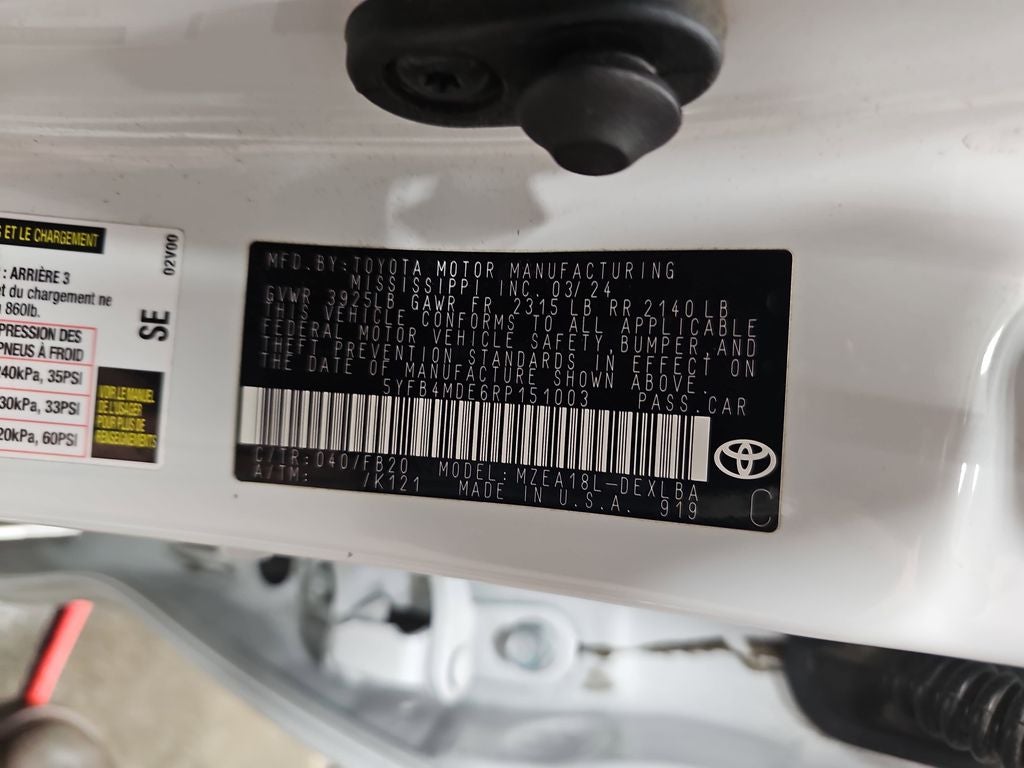 S ET LE CHARGEMENT
: ARRIÈRE 3
et du chargement ne
860lb.
PRESSION DES
PNEUS À FROID
240kPa, 35PSI
30kPa, 33PSI
20kPa, 60PSI
VOIR LE MANUEL
DE L'USAGER
POUR PLUS DE
RENSEIGNEMENTS
02V00
SE
MFD.BY:TOYOTA MOTOR MANUFACTURING
MISSISSIPPI INC. 03/24
GVWR 3925LB GAWR FR 2315 LB RR 2140 LB
THIS VEHICLE CONFORMS TO ALL APPLICABLE
FEDERAL MOTOR VEHICLE SAFETY,BUMPER,AND
THEFT PREVENTION STANDARDS IN EFFECT ON
THE DATE OF MANUFACTURE SHOWN ABOVE.
5YFB4MDE6RP151003 PASS.CAR
C/TR:040/FB20 MODEL:MZEA18L-DEXLBA
A/TM: /K121 MADE IN U.S.A. 919
C